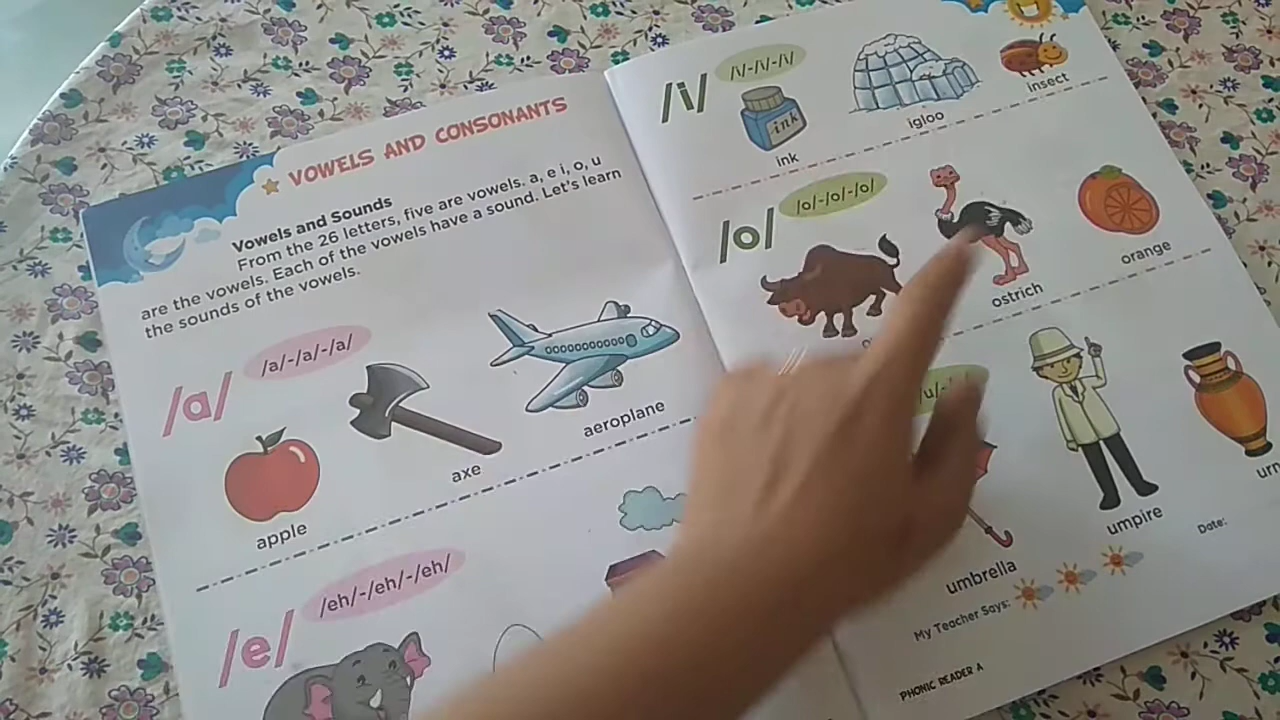 VOWELS AND CONSONANTS
Vowels and Sounds
From the 26 letters, five are vowels. a, e i, o, u
are the vowels. Each of the vowels have a sound. Let's learn
the sounds of the vowels.
/a/
/a/-/a/-/a/
apple
axe
aeroplane
/e/
/eh/-/eh/-/eh/
/i/
/i/-/i/-/i/
ink
ink
igloo
insect
/o/
/o/-/o/-/o/
ostrich
orange
/u/-
umbrella
umpire
urn
My Teacher Says:
Date:
PHONIC READER A